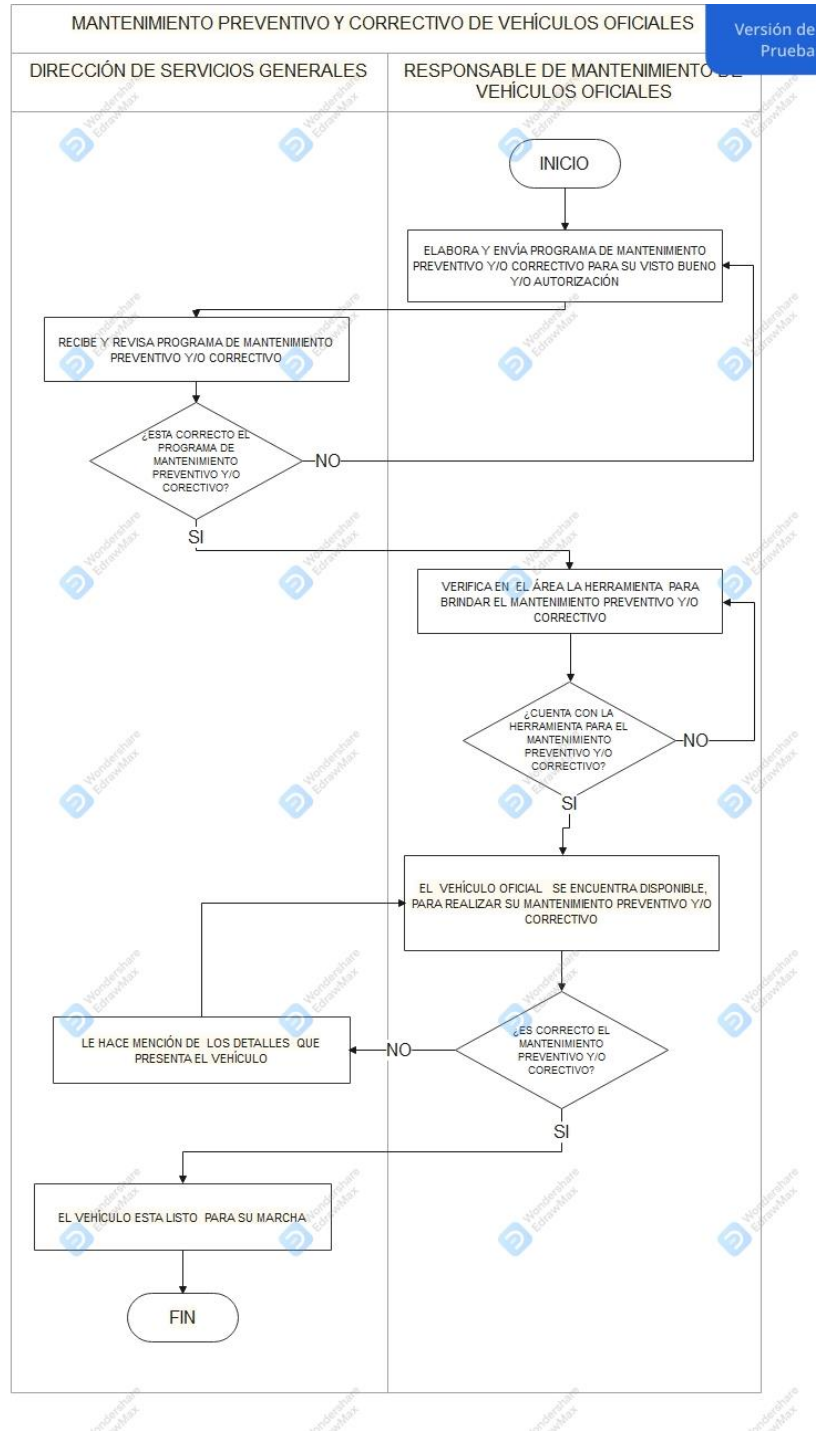 MANTENIMIENTO PREVENTIVO Y CORRECTIVO DE VEHÍCULOS OFICIALES
Versión de
Prueba
DIRECCIÓN DE SERVICIOS GENERALES
RESPONSABLE DE MANTENIMIENTO DE
VEHÍCULOS OFICIALES
INICIO
ELABORA Y ENVÍA PROGRAMA DE MANTENIMIENTO
PREVENTIVO Y/O CORRECTIVO PARA SU VISTO BUENO
Y/O AUTORIZACIÓN
RECIBE Y REVISA PROGRAMA DE MANTENIMIENTO
PREVENTIVO Y/O CORRECTIVO
¿ESTA CORRECTO EL
PROGRAMA DE
MANTENIMIENTO
PREVENTIVO Y/O
CORECTIVO?
NO
SI
VERIFICA EN EL ÁREA LA HERRAMIENTA PARA
BRINDAR EL MANTENIMIENTO PREVENTIVO Y/O
CORRECTIVO
¿CUENTA CON LA
HERRAMIENTA PARA EL
MANTENIMIENTO
PREVENTIVO Y/O
CORRECTIVO?
NO
SI
EL VEHÍCULO OFICIAL SE ENCUENTRA DISPONIBLE,
PARA REALIZAR SU MANTENIMIENTO PREVENTIVO Y/O
CORRECTIVO
¿ES CORRECTO EL
MANTENIMIENTO
PREVENTIVO Y/O
CORECTIVO?
NO
LE HACE MENCIÓN DE LOS DETALLES QUE
PRESENTA EL VEHÍCULO
SI
EL VEHÍCULO ESTA LISTO PARA SU MARCHA
FIN
Wondershare
EdrawMax